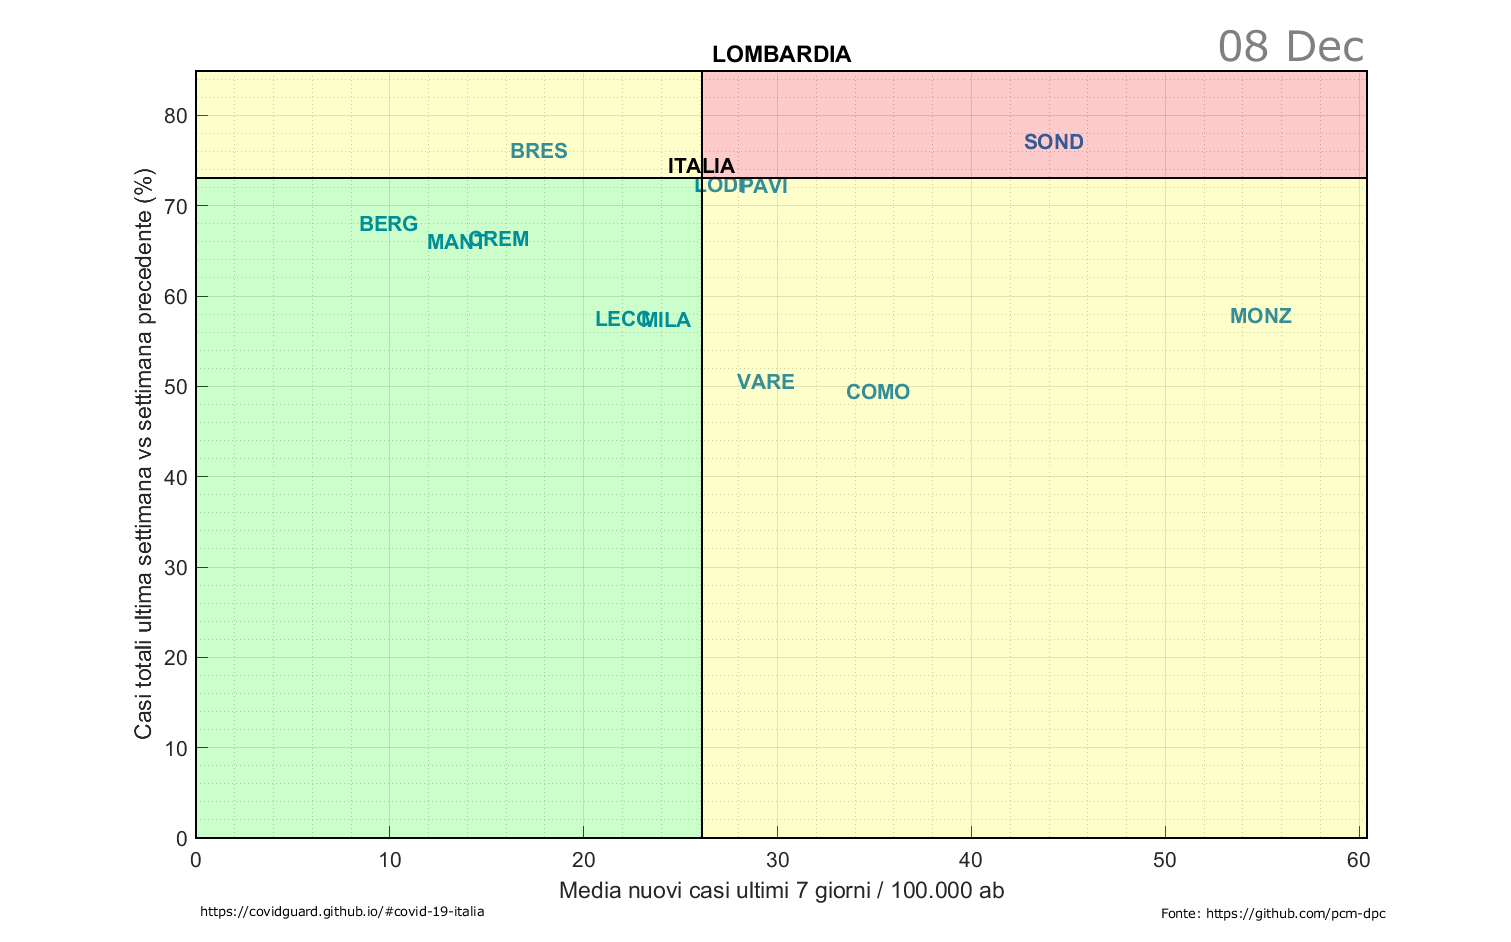 08 Dec
LOMBARDIA
80
SOND
BRES
ITALIA
LODI PAVI
70
BERG
MANT CREM
60
LECC MILA
MONZ
50
VARE
COMO
40
30
20
10
0
Casi totali ultima settimana vs settimana precedente (%)
0 10 20 30 40 50 60
Media nuovi casi ultimi 7 giorni / 100.000 ab
https://covidguard.github.io/#covid-19-italia
Fonte: https://github.com/pcm-dpc